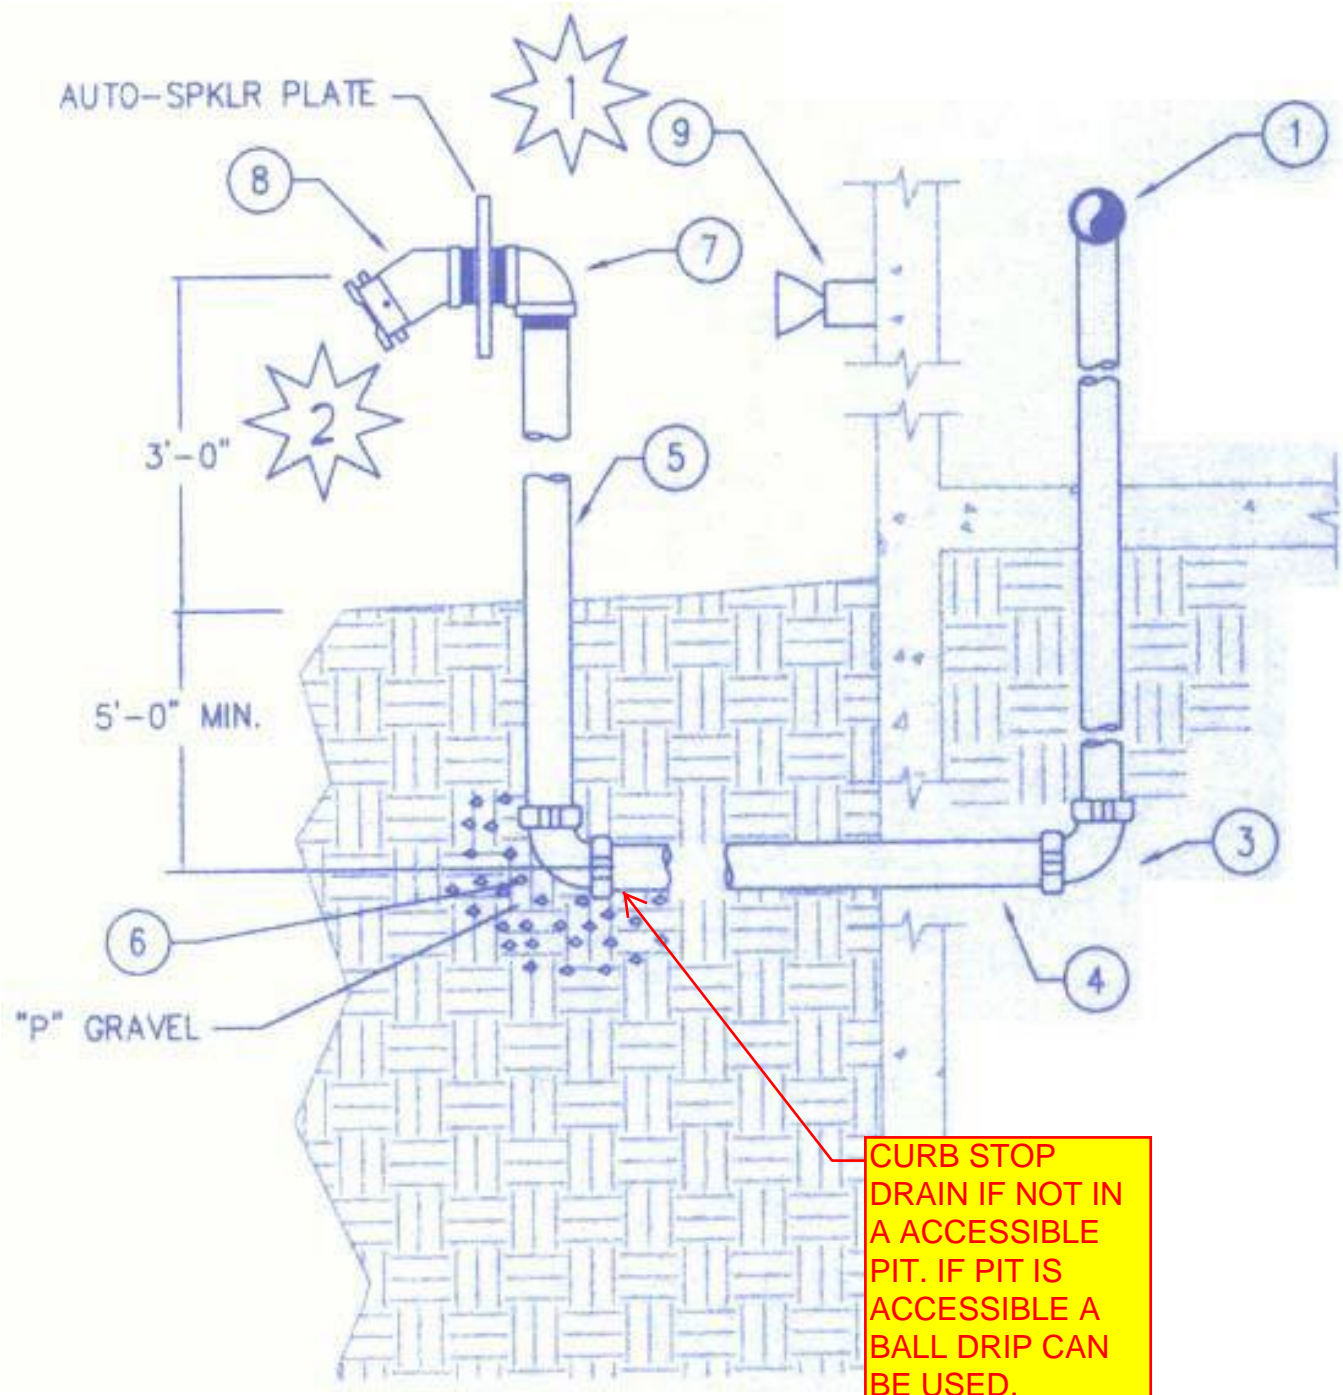 AUTO-SPKLR PLATE
1
9
1
8
7
2
3'-0"
5
5'-0" MIN.
3
6
4
"P" GRAVEL
CURB STOP
DRAIN IF NOT IN
A ACCESSIBLE
PIT. IF PIT IS
ACCESSIBLE A
BALL DRIP CAN
BE USED.